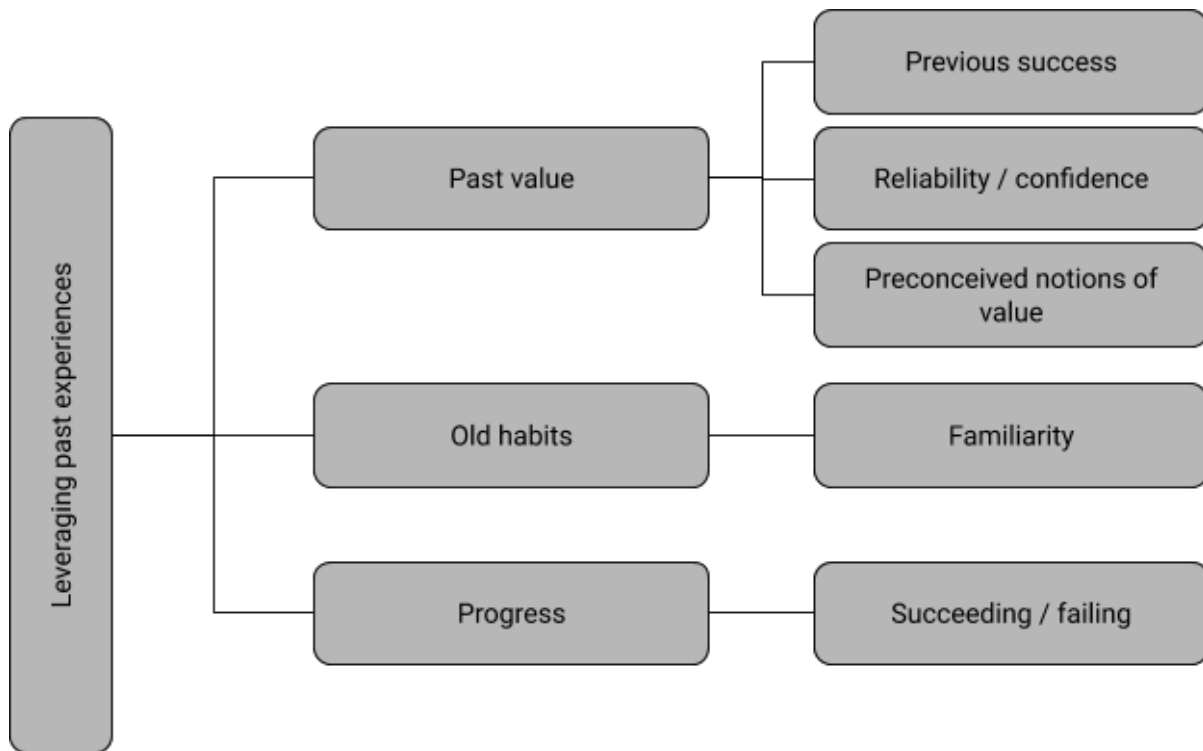 Leveraging past experiences
Past value
Previous success
Reliability / confidence
Preconceived notions of
value
Old habits
Familiarity
Progress
Succeeding / failing